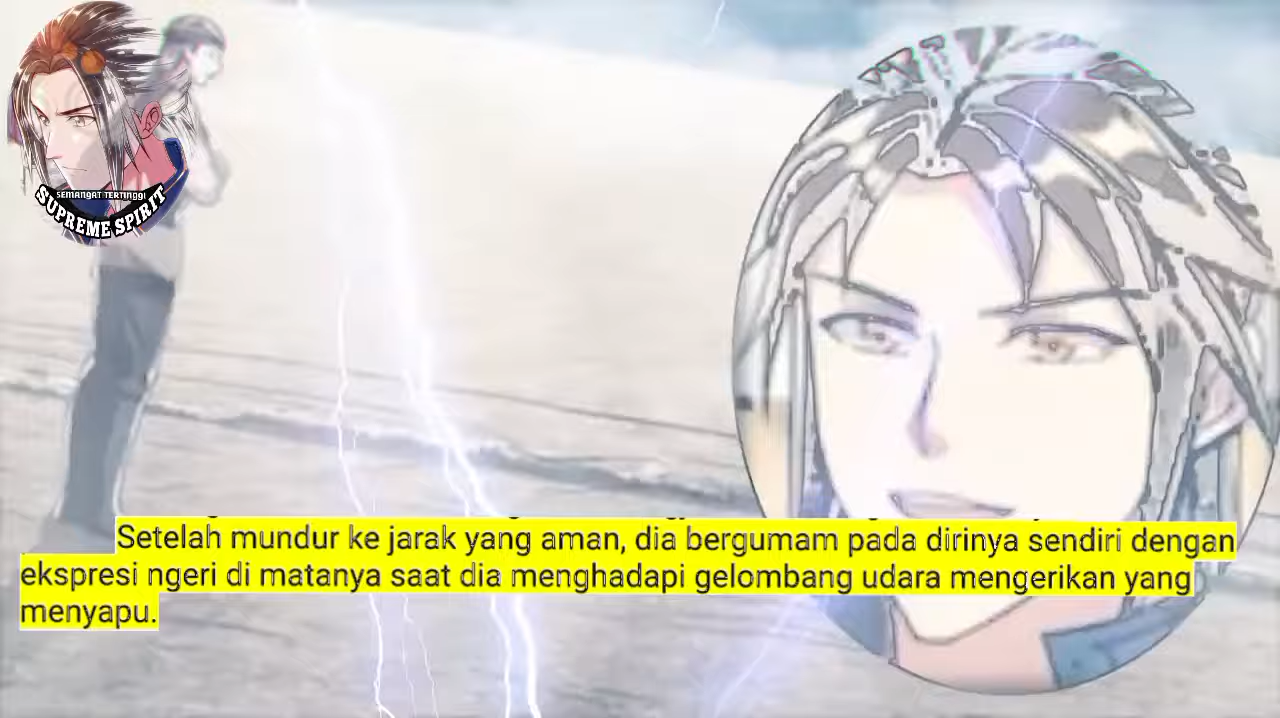 SEMANGAT TERTINGGI
SUPREME SPIRIT
Setelah mundur ke jarak yang aman, dia bergumam pada dirinya sendiri dengan
ekspresi ngeri di matanya saat dia menghadapi gelombang udara mengerikan yang
menyapu.